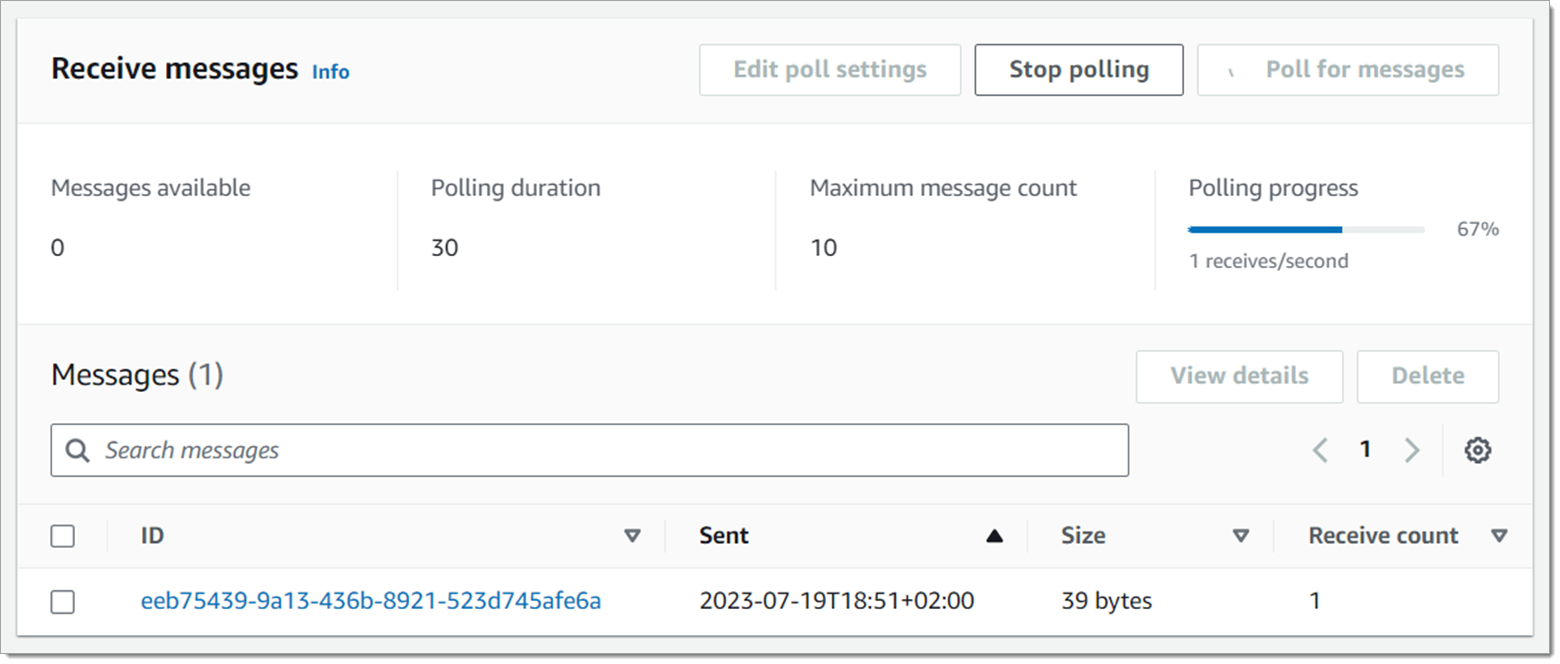 Receive messages Info Edit poll settings Stop polling Poll for messages
Messages available Polling duration Maximum message count Polling progress
0 30 10 67%
1 receives/second
Messages (1) View details Delete
Search messages 1
ID Sent Size Receive count
eeb75439-9a13-436b-8921-523d745afe6a 2023-07-19T18:51+02:00 39 bytes 1